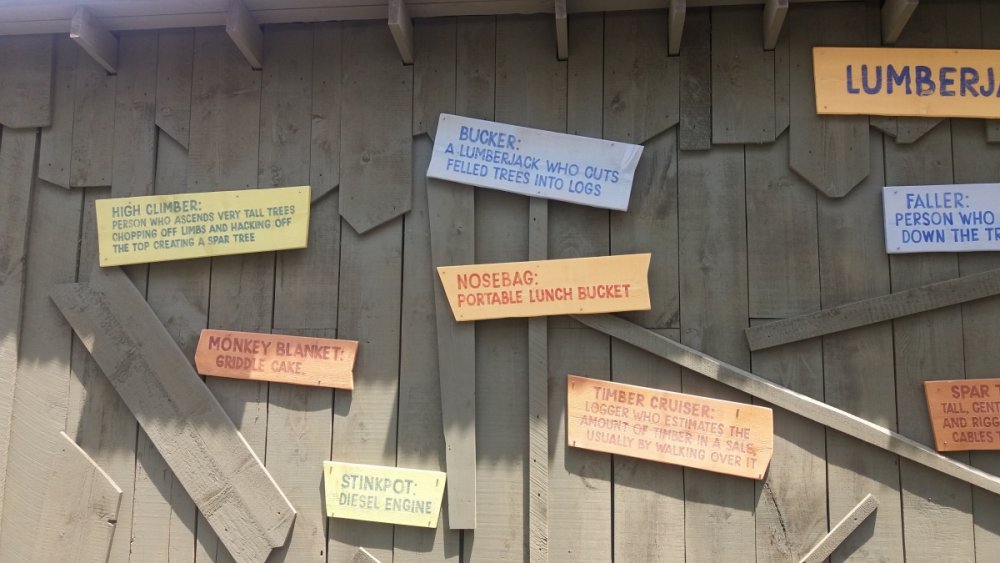 LUMBERJA
BUCKER:
A LUMBERJACK WHO CUTS
FELLED TREES INTO LOGS
HIGH CLIMBER:
PERSON WHO ASCENDS VERY TALL TREES
CHOPPING OFF LIMBS AND HACKING OFF
THE TOP CREATING A SPAR TREE
FALLER:
PERSON WHO
DOWN THE TR
NOSEBAG:
PORTABLE LUNCH BUCKET
MONKEY BLANKET:
GRIDDLE CAKE.
TIMBER CRUISER:
LOGGER WHO ESTIMATES THE
AMOUNT OF TIMBER IN A SALE,
USUALLY BY WALKING OVER IT
SPAR T
TALL, GENT
AND RIGG
CABLES T
STINKPOT:
DIESEL ENGINE